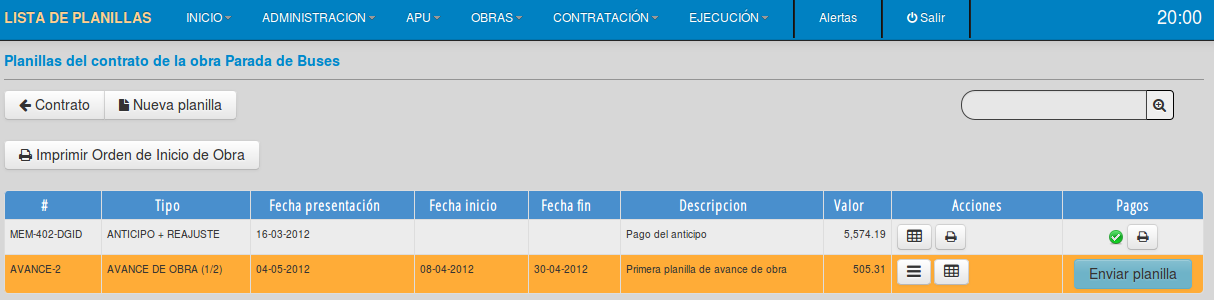 LISTA DE PLANILLAS INICIO ADMINISTRACION APU OBRAS CONTRATACIÓN EJECUCIÓN Alertas Salir 20:00
Planillas del contrato de la obra Parada de Buses
Contrato Nueva planilla
Imprimir Orden de Inicio de Obra
# Tipo Fecha presentación Fecha inicio Fecha fin Descripcion Valor Acciones Pagos
MEM-402-DGID ANTICIPO + REAJUSTE 16-03-2012 Pago del anticipo 5,574.19
AVANCE-2 AVANCE DE OBRA (1/2) 04-05-2012 08-04-2012 30-04-2012 Primera planilla de avance de obra 505.31 Enviar planilla